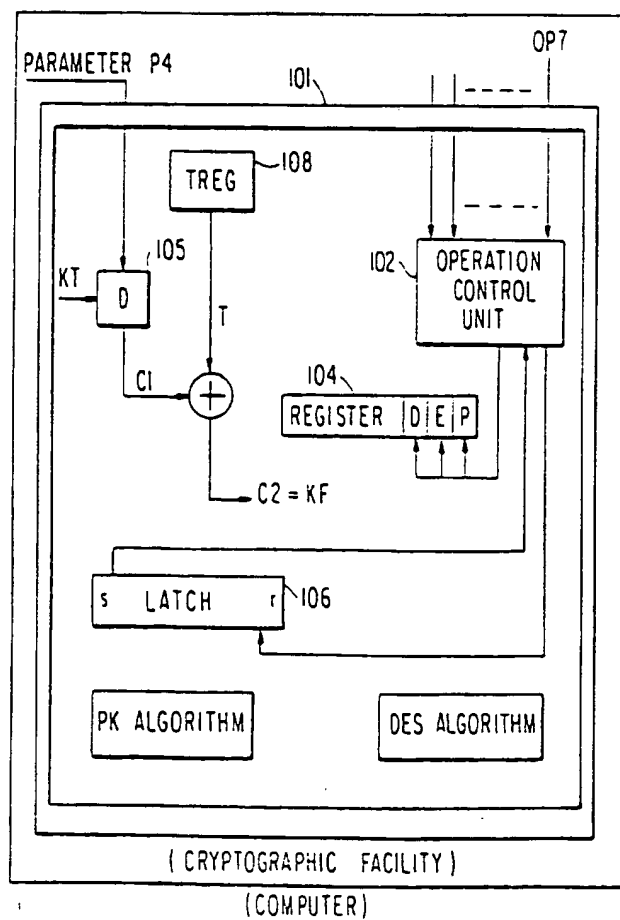 OP7
PARAMETER P4
101
108
TREG
105
KT
D
102
OPERATION
CONTROL
UNIT
T
C1
104
REGISTER D E P
C2 = KF
106
s LATCH r
PK ALGORITHM
DES ALGORITHM
(CRYPTOGRAPHIC FACILITY)
(COMPUTER)